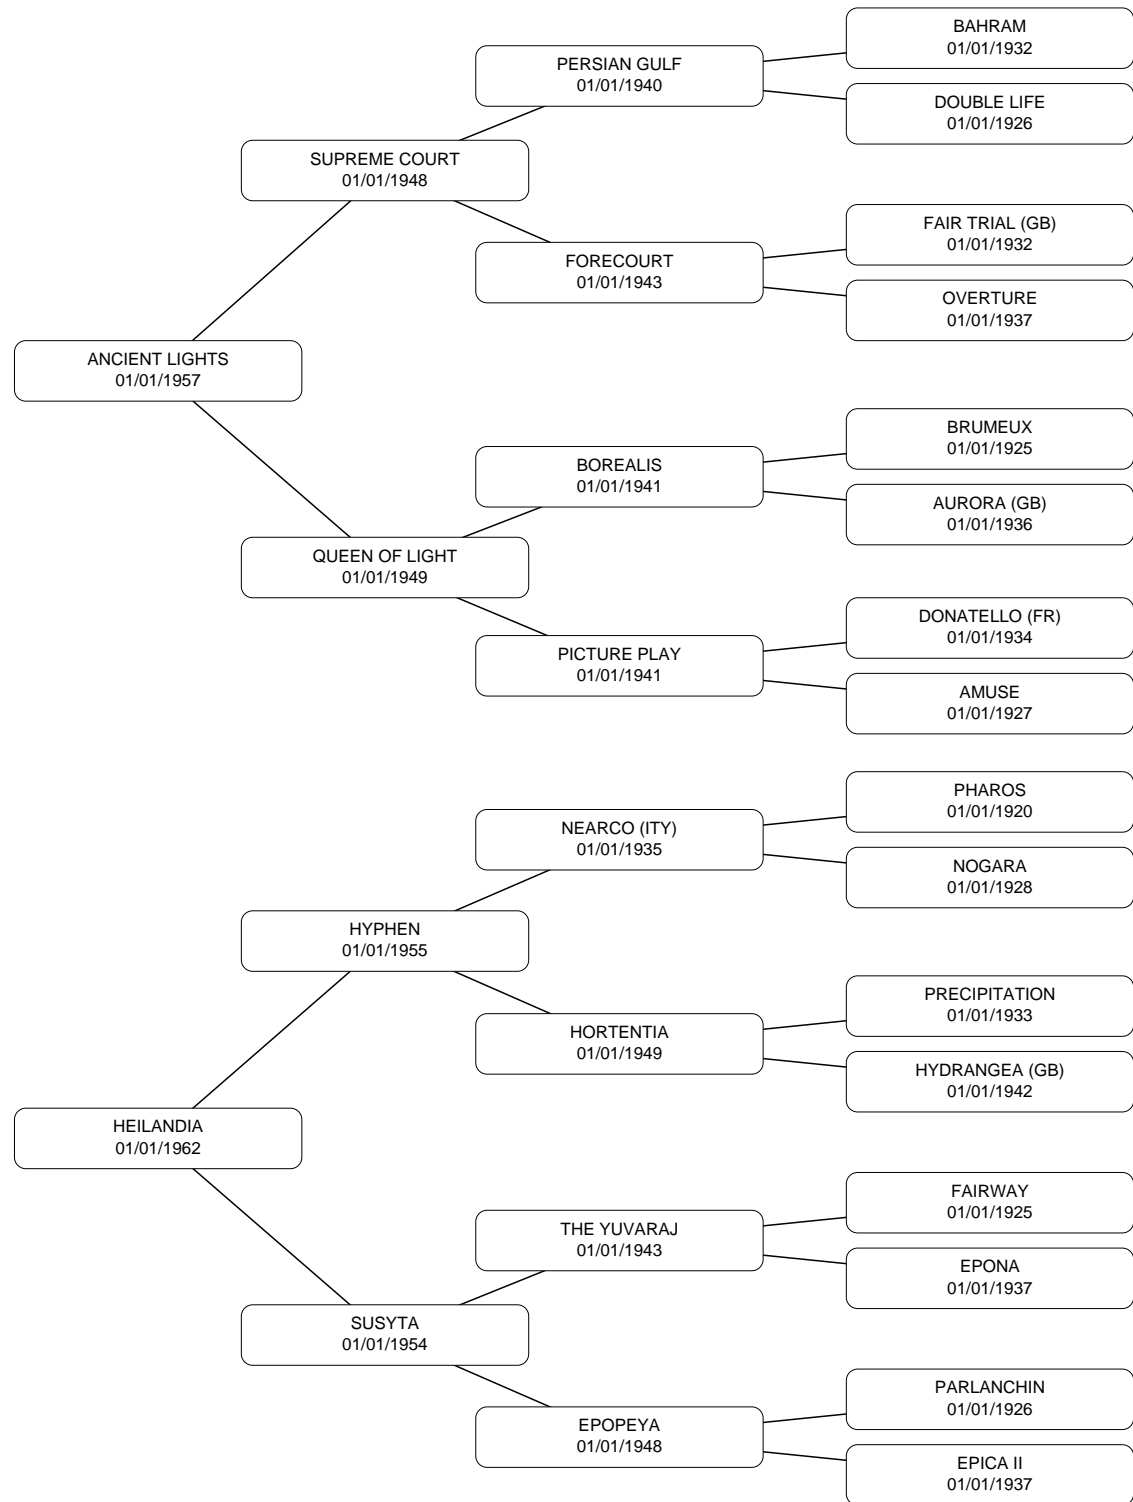 BAHRAM
01/01/1932
PERSIAN GULF
01/01/1940
DOUBLE LIFE
01/01/1926
SUPREME COURT
01/01/1948
FAIR TRIAL (GB)
01/01/1932
FORECOURT
01/01/1943
OVERTURE
01/01/1937
ANCIENT LIGHTS
01/01/1957
BRUMEUX
01/01/1925
BOREALIS
01/01/1941
AURORA (GB)
01/01/1936
QUEEN OF LIGHT
01/01/1949
DONATELLO (FR)
01/01/1934
PICTURE PLAY
01/01/1941
AMUSE
01/01/1927
PHAROS
01/01/1920
NEARCO (ITY)
01/01/1935
NOGARA
01/01/1928
HYPHEN
01/01/1955
PRECIPITATION
01/01/1933
HORTENTIA
01/01/1949
HYDRANGEA (GB)
01/01/1942
HEILANDIA
01/01/1962
FAIRWAY
01/01/1925
THE YUVARAJ
01/01/1943
EPONA
01/01/1937
SUSYTA
01/01/1954
PARLANCHIN
01/01/1926
EPOPEYA
01/01/1948
EPICA II
01/01/1937